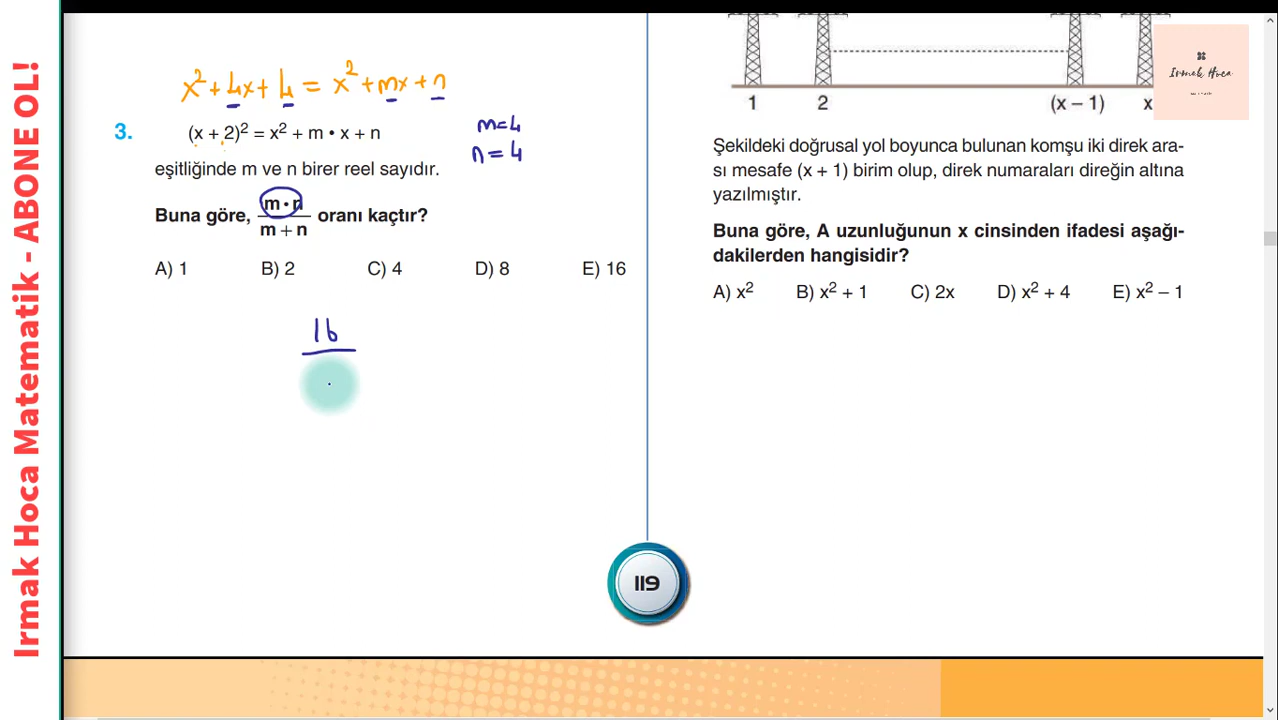 Irmak Hoca Matematik - ABONE OL!
x² + 4x + 4 = x² + mx + n
3. (x + 2)² = x² + m • x + n
m=4
n = 4
eşitliğinde m ve n birer reel sayıdır.
m • n
Buna göre, oranı kaçtır?
m + n
A) 1 B) 2 C) 4 D) 8 E) 16
16
1 2 (x – 1) x
Irmak Hoca
Şekildeki doğrusal yol boyunca bulunan komşu iki direk ara-
sı mesafe (x + 1) birim olup, direk numaraları direğin altına
yazılmıştır.
Buna göre, A uzunluğunun x cinsinden ifadesi aşağı-
dakilerden hangisidir?
A) x² B) x² + 1 C) 2x D) x² + 4 E) x² – 1
119